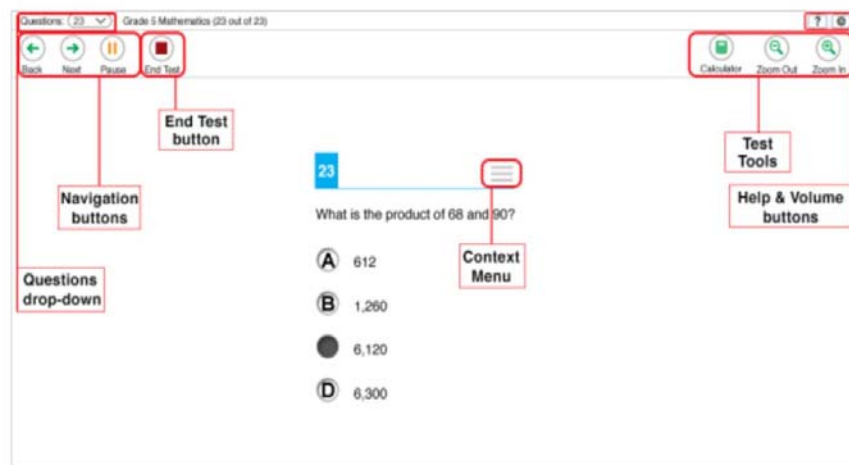 Questions: 23 Grade 5 Mathematics (23 out of 23) ?
Back Next Pause End Test Calculator Zoom Out Zoom In
End Test
button
Test
Tools
23
Navigation
buttons
Help & Volume
buttons
What is the product of 68 and 90?
Context
Menu
A 612
Questions
drop-down
B 1,260
6,120
D 6,300